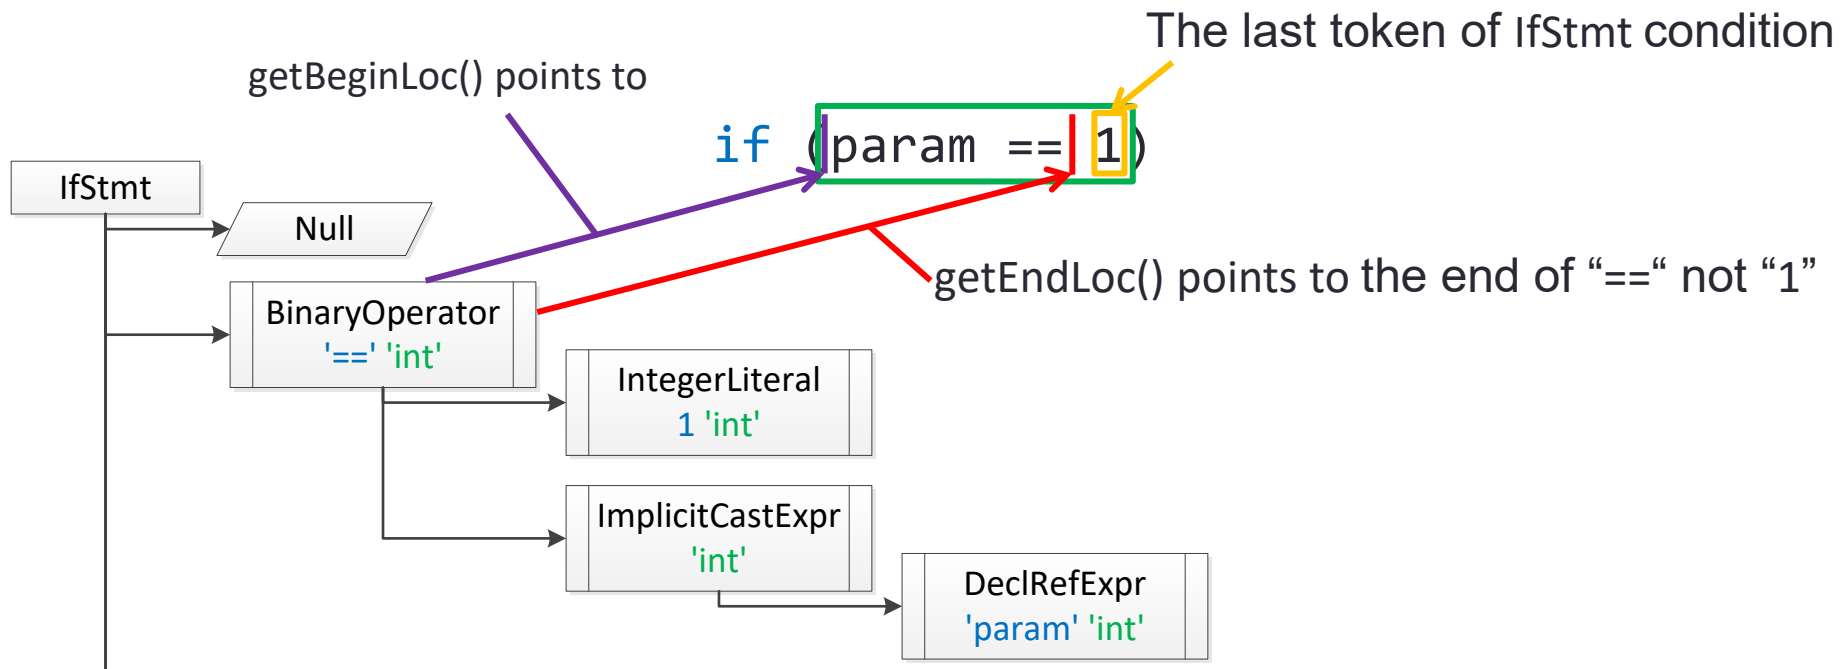 The last token of IfStmt condition
getBeginLoc() points to
if (param == 1)
IfStmt
Null
getEndLoc() points to the end of “==“ not “1”
BinaryOperator
'==' 'int'
IntegerLiteral
1 'int'
ImplicitCastExpr
'int'
DeclRefExpr
'param' 'int'